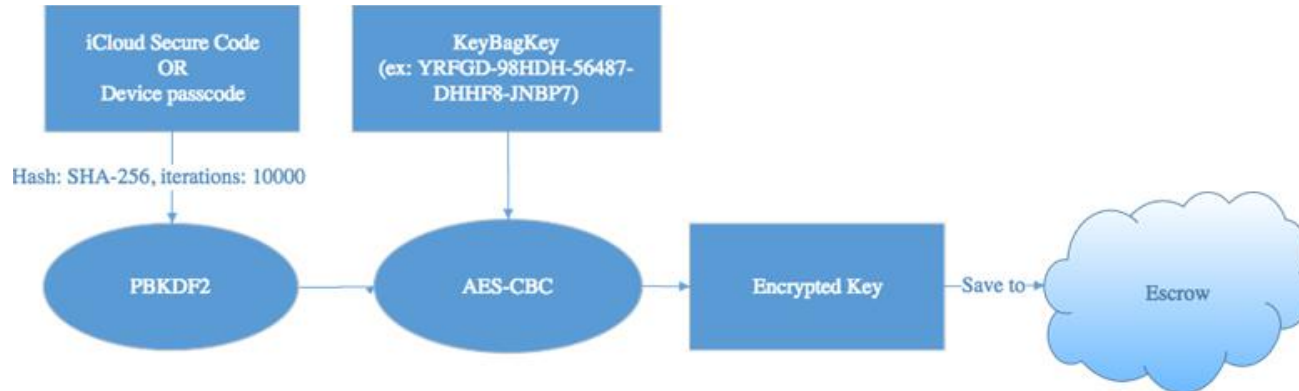 iCloud Secure Code
OR
Device passcode
KeyBagKey
(ex: YRFGD-98HDH-56487-
DHHF8-JNBP7)
Hash: SHA-256, iterations: 10000
PBKDF2
AES-CBC
Encrypted Key
Save to
Escrow